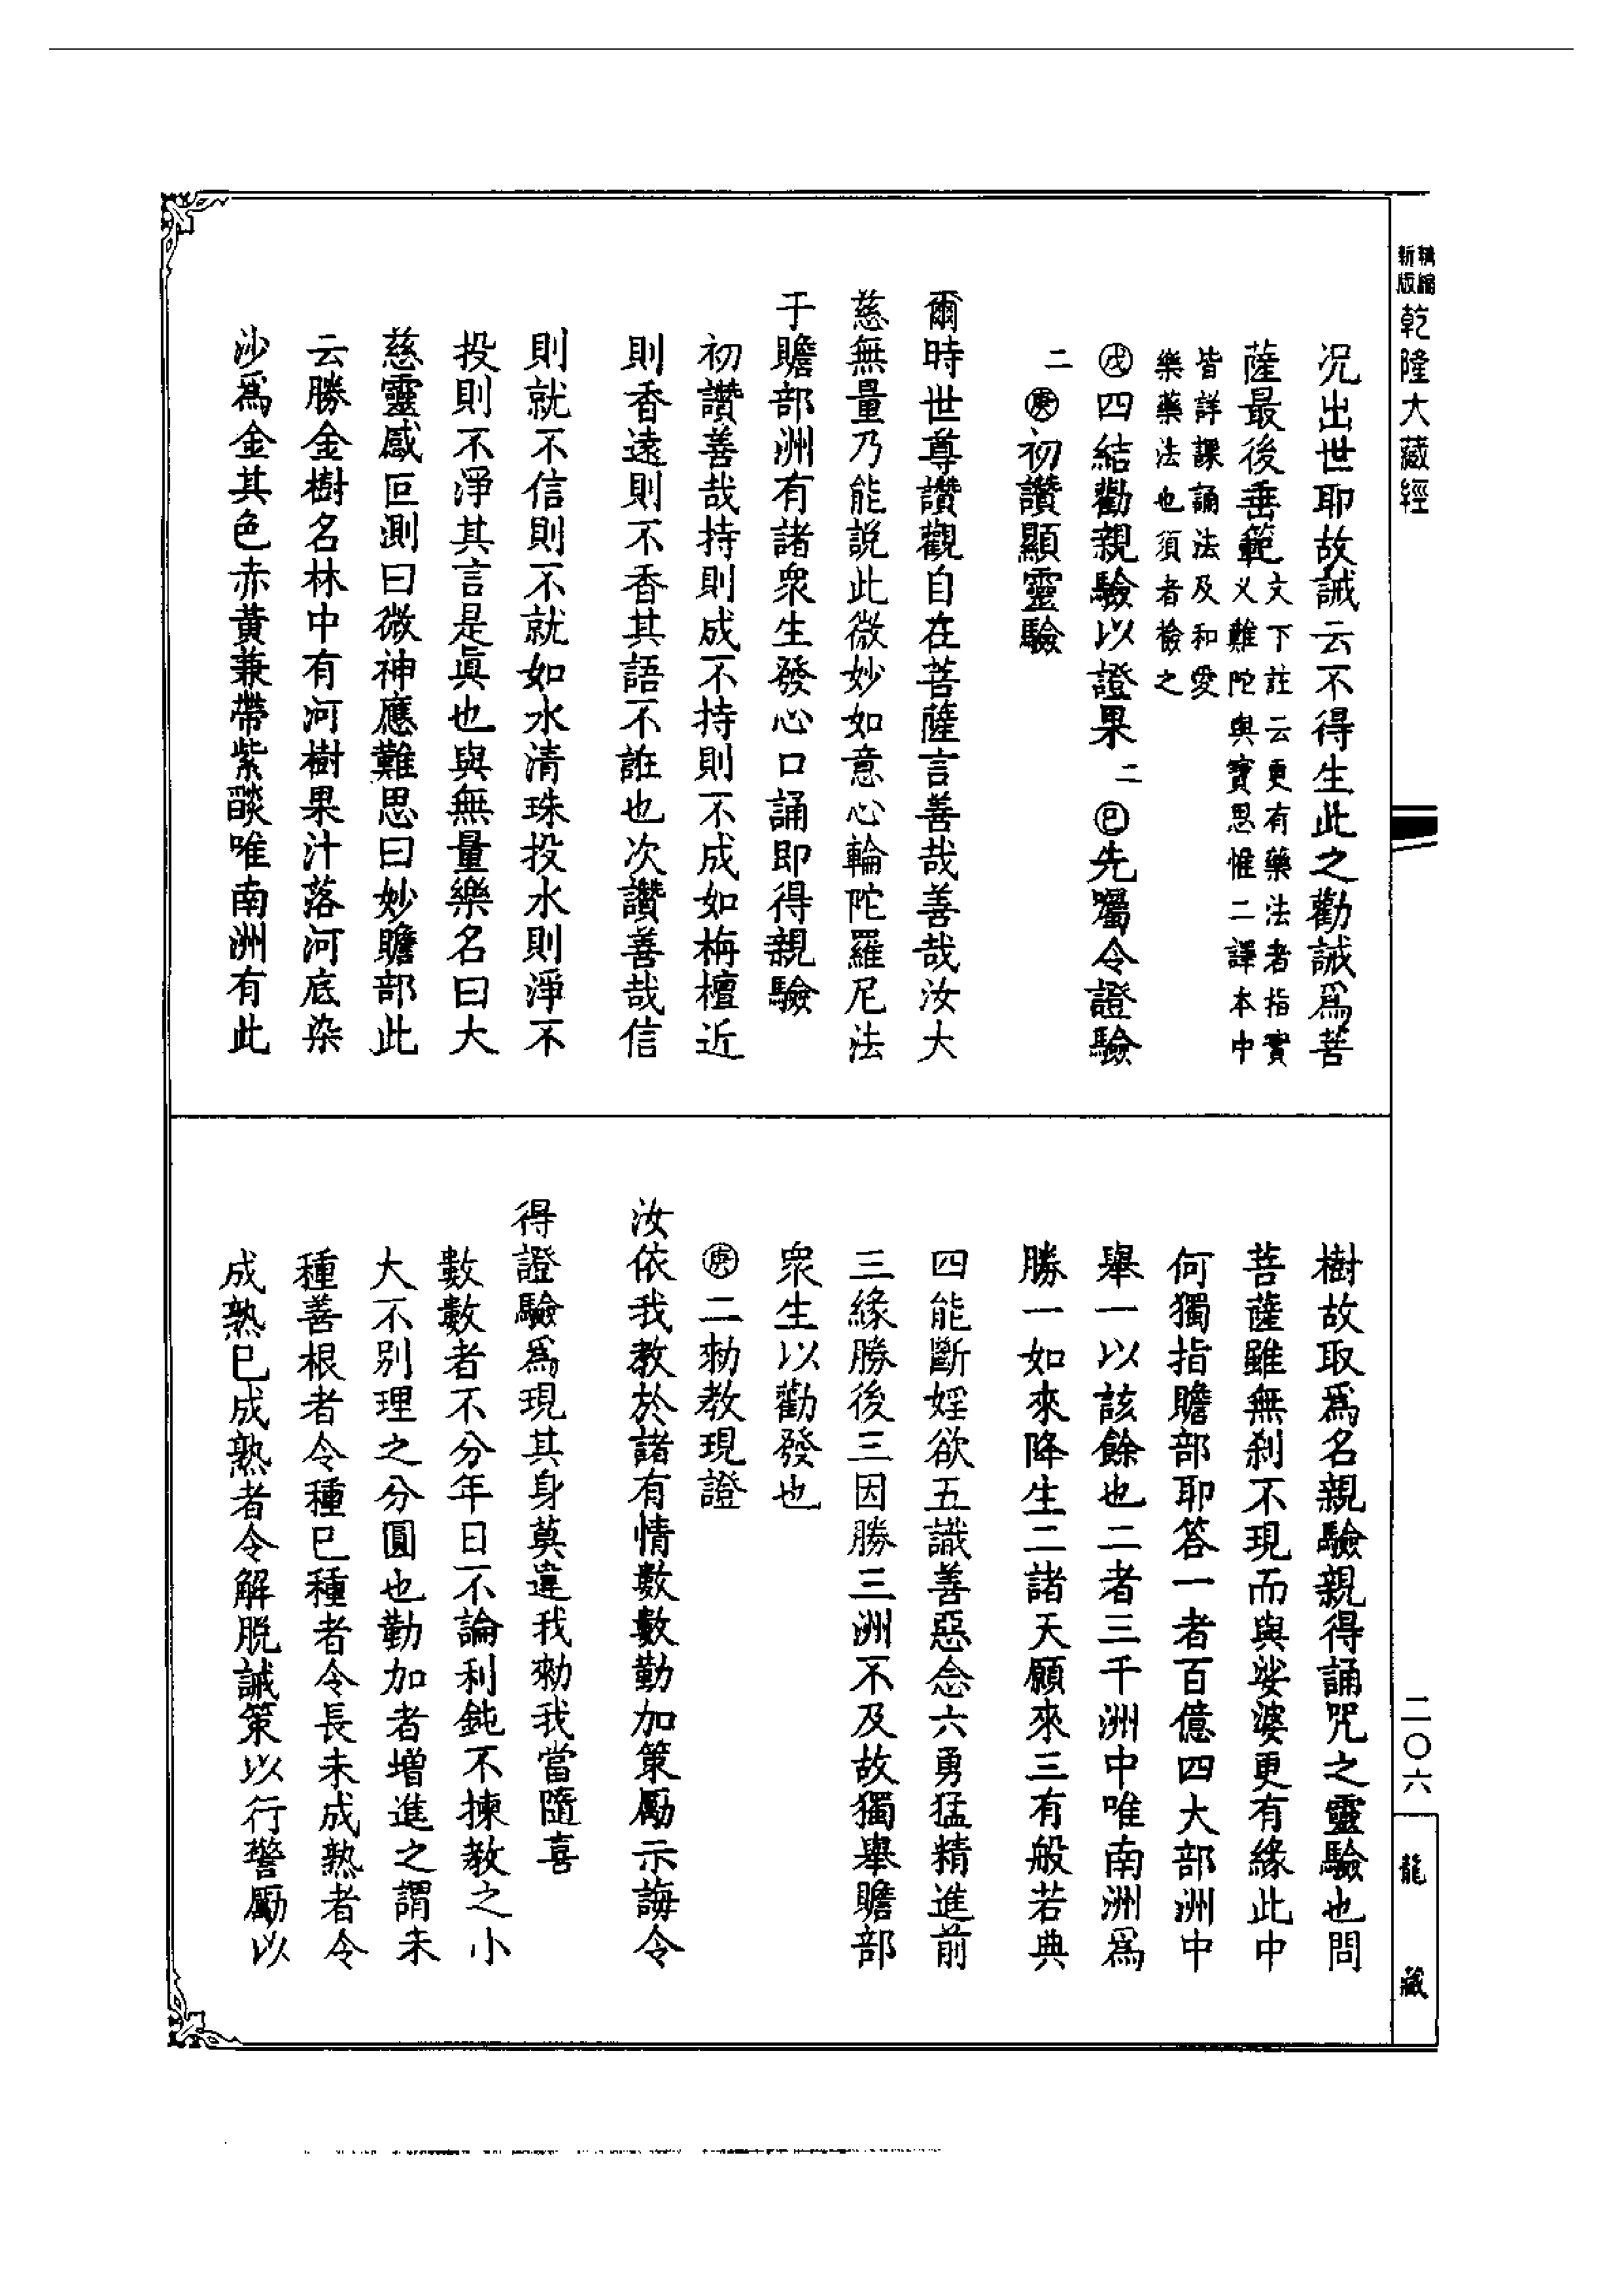 新編
縮版
乾隆大藏經
況出世耶故誡云不得生此之勸誡爲菩
薩最後垂範文下註云更有藥法者指實
义難陀與寶思惟二譯本中
皆詳課誦法及和愛
樂藥法也須者檢之
戊四結勸親驗以證果二 巳先囑令證驗
二 庚初讚顯靈驗
爾時世尊讚觀自在菩薩言善哉善哉汝大
慈無量乃能説此微妙如意心輪陀羅尼法
于贍部洲有諸衆生發心口誦即得親驗
初讚善哉持則成不持則不成如栴檀近
則香遠則不香其語不誑也次讚善哉信
則就不信則不就如水清珠投水則淨不
投則不淨其言是眞也與無量樂名曰大
慈靈感叵測曰微神應難思曰妙贍部此
云勝金樹名林中有河樹果汁落河底染
沙爲金其色赤黃兼帶紫燄唯南洲有此
樹故取爲名親驗親得誦咒之靈驗也問
菩薩雖無刹不現而與娑婆更有緣此中
何獨指贍部耶答一者百億四大部洲中
舉一以該餘也二者三千洲中唯南洲爲
勝一如來降生二諸天願來三有般若典
四能斷婬欲五識善惡念六勇猛精進前
三緣勝後三因勝三洲不及故獨舉贍部
衆生以勸發也
庚二勑教現證
汝依我教於諸有情數數勤加策勵示誨令
得證驗爲現其身莫違我勑我當隨喜
數數者不分年日不論利鈍不揀教之小
大不別理之分圓也勤加者增進之謂未
種善根者令種已種者令長未成熟者令
成熟已成熟者令解脫誡策以行警勵以
二〇六
龍藏